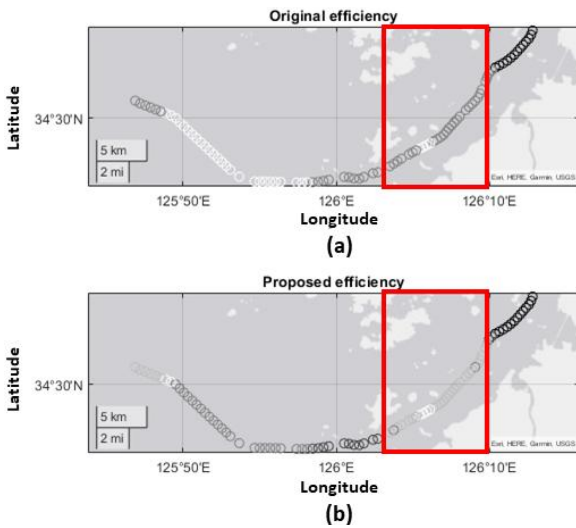 Original efficiency
Latitude
34°30'N
5 km
2 mi
Esri, HERE, Garmin, USGS
125°50'E
126°E
126°10'E
Longitude
(a)
Proposed efficiency
Latitude
34°30'N
5 km
2 mi
Esri, HERE, Garmin, USGS
125°50'E
126°E
126°10'E
Longitude
(b)